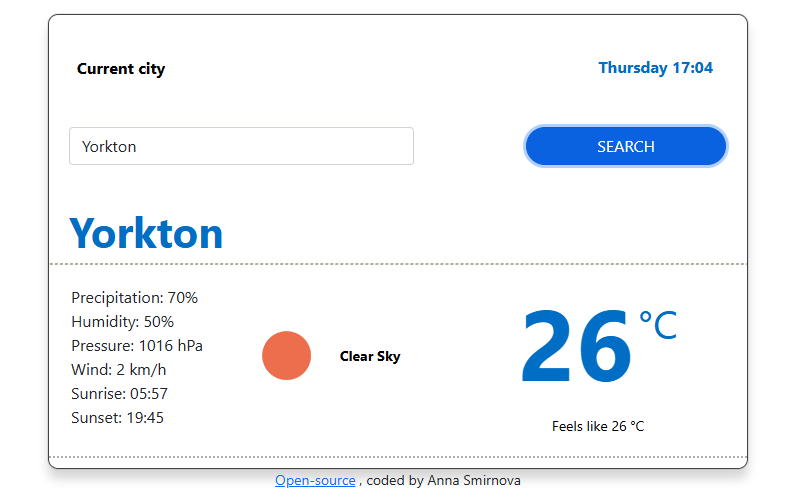 Current city
Thursday 17:04
Yorkton
SEARCH
Yorkton
Precipitation: 70%
Humidity: 50%
Pressure: 1016 hPa
Wind: 2 km/h
Sunrise: 05:57
Sunset: 19:45
Clear Sky
26 °C
Feels like 26 °C
Open-source , coded by Anna Smirnova